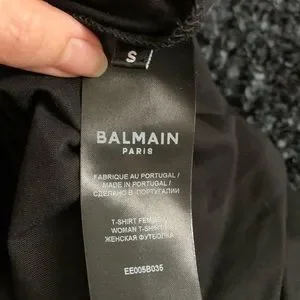 S
BALMAIN
PARIS
FABRIQUE AU PORTUGAL /
MADE IN PORTUGAL /
СДЕЛАНО В ПОРТУГАЛИИ
T-SHIRT FEMME /
WOMAN T-SHIRT /
ЖЕНСКАЯ ФУТБОЛКА
EE005B035